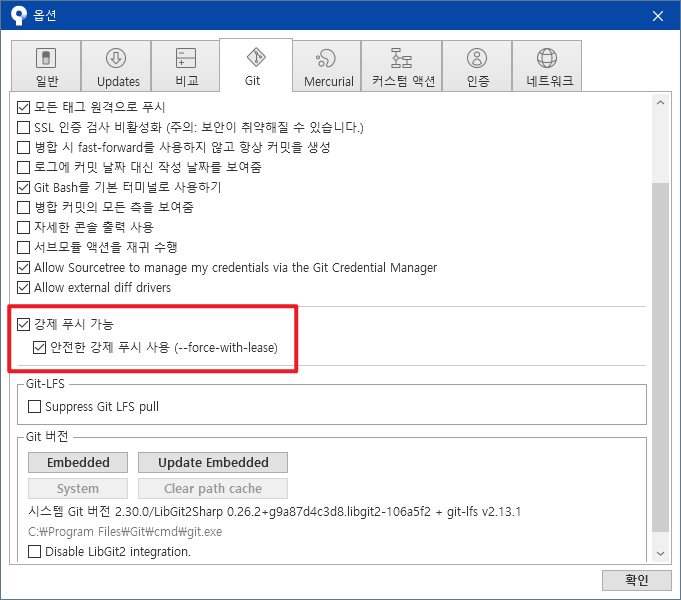 옵션
일반
Updates
비교
Git
Mercurial
커스텀 액션
인증
네트워크
모든 태그 원격으로 푸시
SSL 인증 검사 비활성화 (주의: 보안이 취약해질 수 있습니다.)
병합 시 fast-forward를 사용하지 않고 항상 커밋을 생성
로그에 커밋 날짜 대신 작성 날짜를 보여줌
Git Bash를 기본 터미널로 사용하기
병합 커밋의 모든 측을 보여줌
자세한 콘솔 출력 사용
서브모듈 액션을 재귀 수행
Allow Sourcetree to manage my credentials via the Git Credential Manager
Allow external diff drivers
강제 푸시 가능
안전한 강제 푸시 사용 (--force-with-lease)
Git-LFS
Suppress Git LFS pull
Git 버전
Embedded
Update Embedded
System
Clear path cache
시스템 Git 버전 2.30.0/LibGit2Sharp 0.26.2+g9a87d4c3d8.libgit2-106a5f2 + git-lfs v2.13.1
C:₩Program Files₩Git₩cmd₩git.exe
Disable LibGit2 integration.
확인